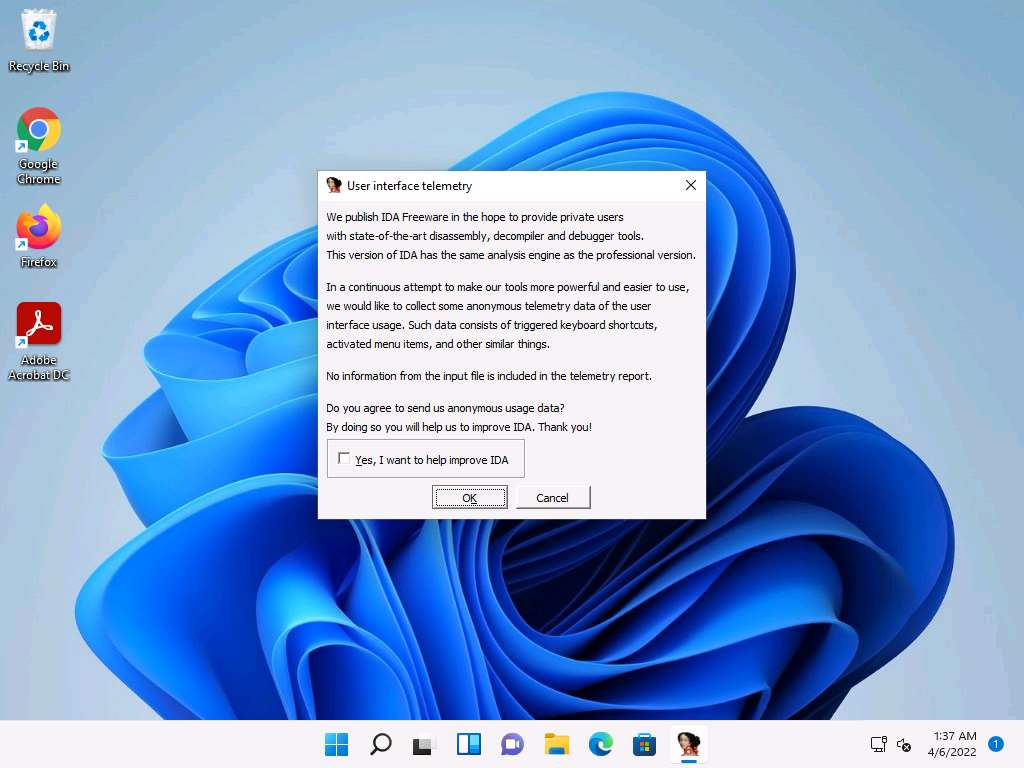 Recycle Bin
Google
Chrome
Firefox
Adobe
Acrobat DC
User interface telemetry
We publish IDA Freeware in the hope to provide private users
with state-of-the-art disassembly, decompiler and debugger tools.
This version of IDA has the same analysis engine as the professional version.
In a continuous attempt to make our tools more powerful and easier to use,
we would like to collect some anonymous telemetry data of the user
interface usage. Such data consists of triggered keyboard shortcuts,
activated menu items, and other similar things.
No information from the input file is included in the telemetry report.
Do you agree to send us anonymous usage data?
By doing so you will help us to improve IDA. Thank you!
Yes, I want to help improve IDA
OK
Cancel
1:37 AM
4/6/2022
1